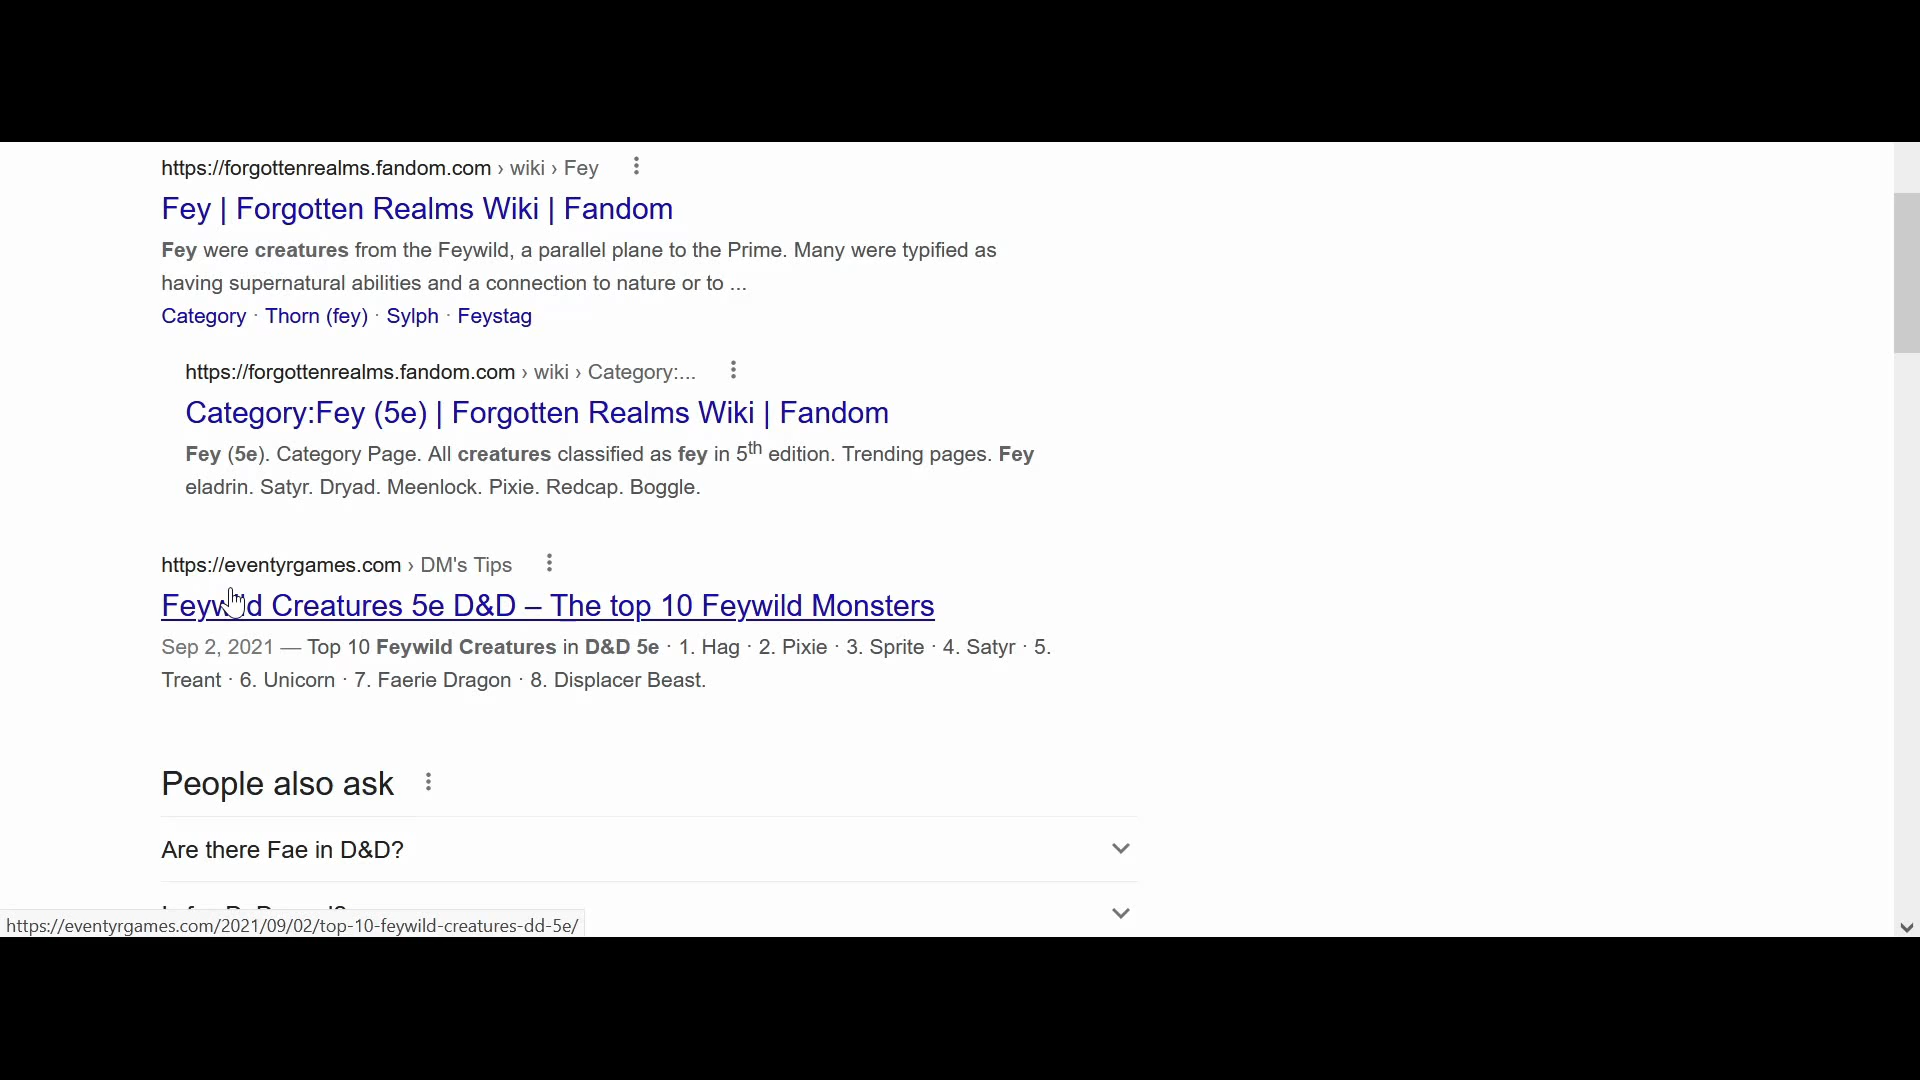 https://forgottenrealms.fandom.com › wiki › Fey
Fey | Forgotten Realms Wiki | Fandom
Fey were creatures from the Feywild, a parallel plane to the Prime. Many were typified as
having supernatural abilities and a connection to nature or to ...
Category · Thorn (fey) · Sylph · Feystag
https://forgottenrealms.fandom.com › wiki › Category:...
Category:Fey (5e) | Forgotten Realms Wiki | Fandom
Fey (5e). Category Page. All creatures classified as fey in 5th edition. Trending pages. Fey
eladrin. Satyr. Dryad. Meenlock. Pixie. Redcap. Boggle.
https://eventyrgames.com › DM's Tips
Feywild Creatures 5e D&D – The top 10 Feywild Monsters
Sep 2, 2021 — Top 10 Feywild Creatures in D&D 5e · 1. Hag · 2. Pixie · 3. Sprite · 4. Satyr · 5.
Treant · 6. Unicorn · 7. Faerie Dragon · 8. Displacer Beast.
People also ask
Are there Fae in D&D?
https://eventyrgames.com/2021/09/02/top-10-feywild-creatures-dd-5e/